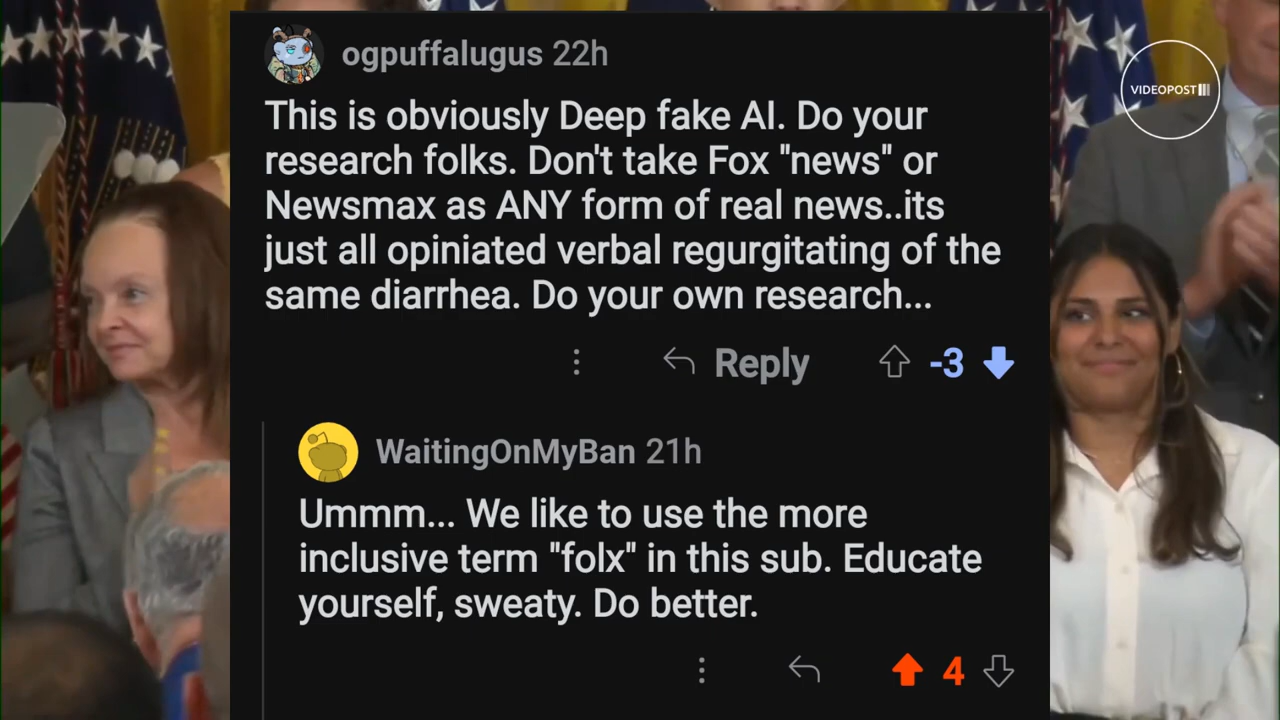 ogpuffalugus 22h
This is obviously Deep fake AI. Do your
research folks. Don't take Fox "news" or
Newsmax as ANY form of real news..its
just all opiniated verbal regurgitating of the
same diarrhea. Do your own research...
Reply
-3
WaitingOnMyBan 21h
Ummm... We like to use the more
inclusive term "folx" in this sub. Educate
yourself, sweaty. Do better.
4
VIDEOPOST